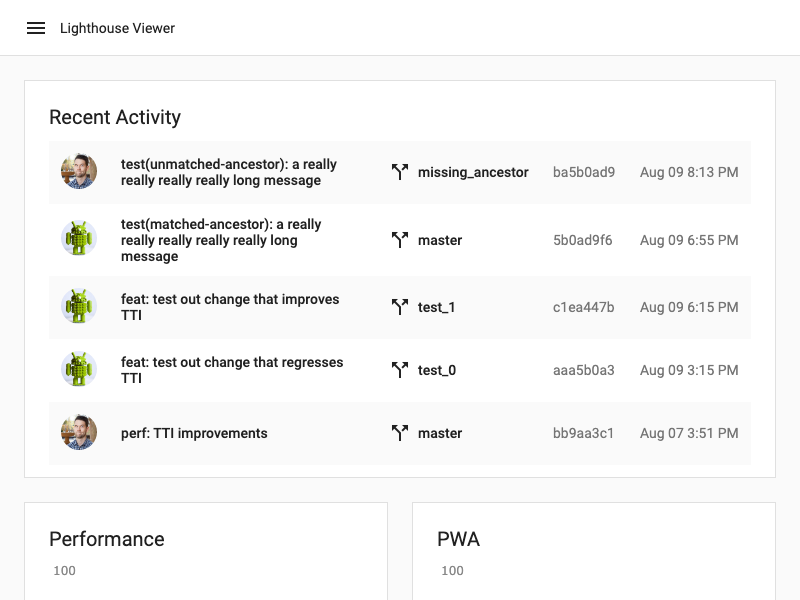 Lighthouse Viewer
Recent Activity
test(unmatched-ancestor): a really
really really really long message
missing_ancestor
ba5b0ad9
Aug 09 8:13 PM
test(matched-ancestor): a really
really really really really long
message
master
5b0ad9f6
Aug 09 6:55 PM
feat: test out change that improves
TTI
test_1
c1ea447b
Aug 09 6:15 PM
feat: test out change that regresses
TTI
test_0
aaa5b0a3
Aug 09 3:15 PM
perf: TTI improvements
master
bb9aa3c1
Aug 07 3:51 PM
Performance
100
PWA
100